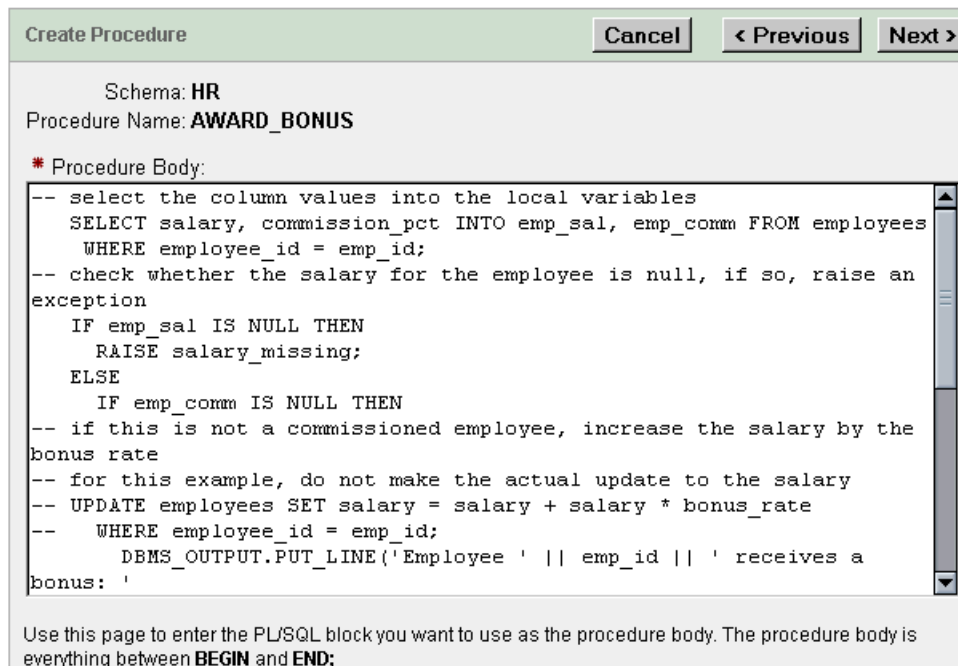 Create Procedure Cancel < Previous Next >
Schema: HR
Procedure Name: AWARD_BONUS
* Procedure Body:
-- select the column values into the local variables
   SELECT salary, commission_pct INTO emp_sal, emp_comm FROM employees
    WHERE employee_id = emp_id;
-- check whether the salary for the employee is null, if so, raise an
exception
   IF emp_sal IS NULL THEN
     RAISE salary_missing;
   ELSE
     IF emp_comm IS NULL THEN
-- if this is not a commissioned employee, increase the salary by the
bonus rate
-- for this example, do not make the actual update to the salary
-- UPDATE employees SET salary = salary + salary * bonus_rate
--   WHERE employee_id = emp_id;
       DBMS_OUTPUT.PUT_LINE('Employee ' || emp_id || ' receives a
bonus: '
Use this page to enter the PL/SQL block you want to use as the procedure body. The procedure body is
everything between BEGIN and END;